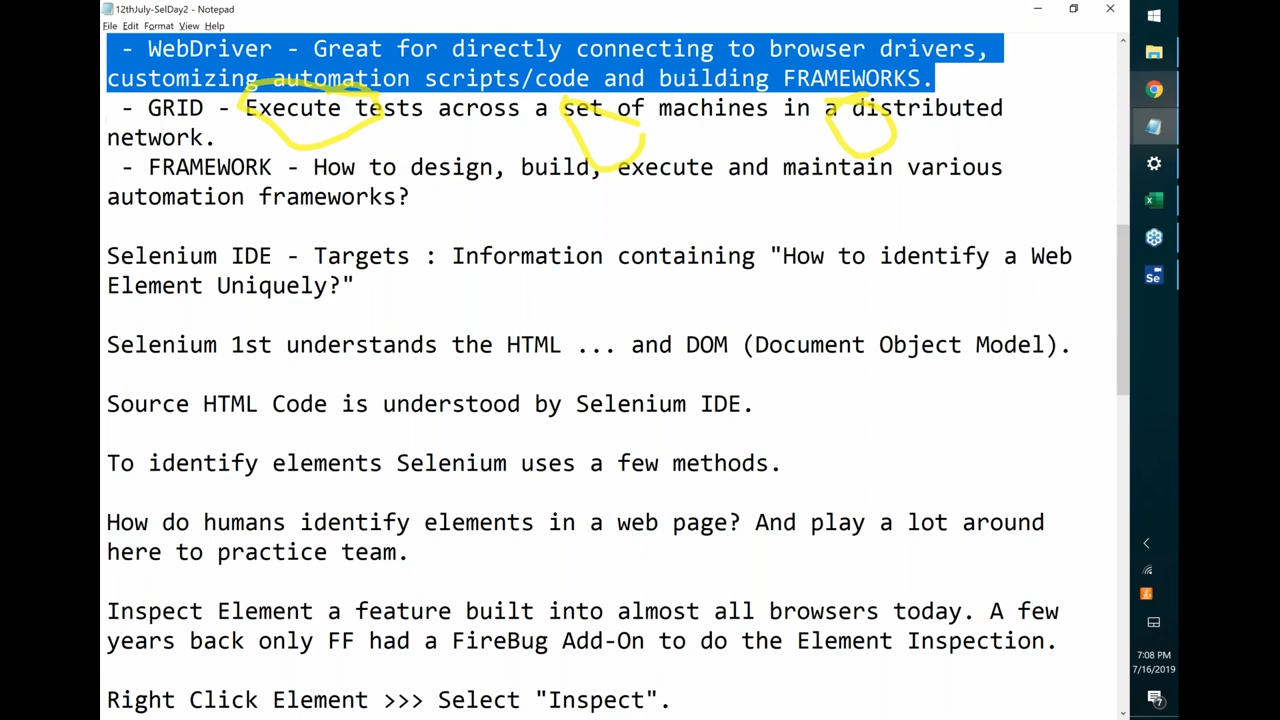 12thJuly-SelDay2 - Notepad
File Edit Format View Help
- WebDriver - Great for directly connecting to browser drivers,
customizing automation scripts/code and building FRAMEWORKS.
- GRID - Execute tests across a set of machines in a distributed
network.
- FRAMEWORK - How to design, build, execute and maintain various
automation frameworks?
Selenium IDE - Targets : Information containing "How to identify a Web
Element Uniquely?"
Selenium 1st understands the HTML ... and DOM (Document Object Model).
Source HTML Code is understood by Selenium IDE.
To identify elements Selenium uses a few methods.
How do humans identify elements in a web page? And play a lot around
here to practice team.
Inspect Element a feature built into almost all browsers today. A few
years back only FF had a FireBug Add-On to do the Element Inspection.
Right Click Element >>> Select "Inspect".
Se
7:08 PM
7/16/2019
7